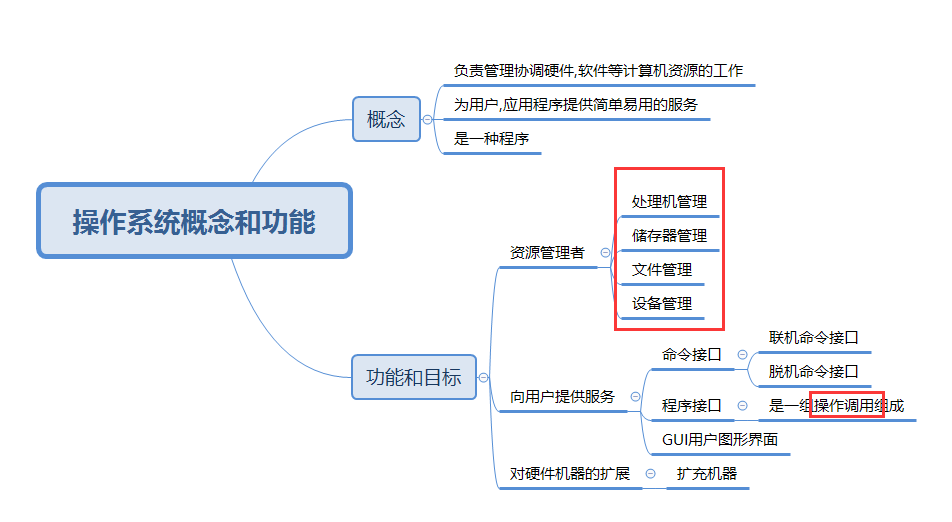 操作系统概念和功能
概念
负责管理协调硬件,软件等计算机资源的工作
为用户,应用程序提供简单易用的服务
是一种程序
功能和目标
资源管理者
处理机管理
储存器管理
文件管理
设备管理
向用户提供服务
命令接口
联机命令接口
脱机命令接口
程序接口
是一组操作调用组成
GUI用户图形界面
对硬件机器的扩展
扩充机器